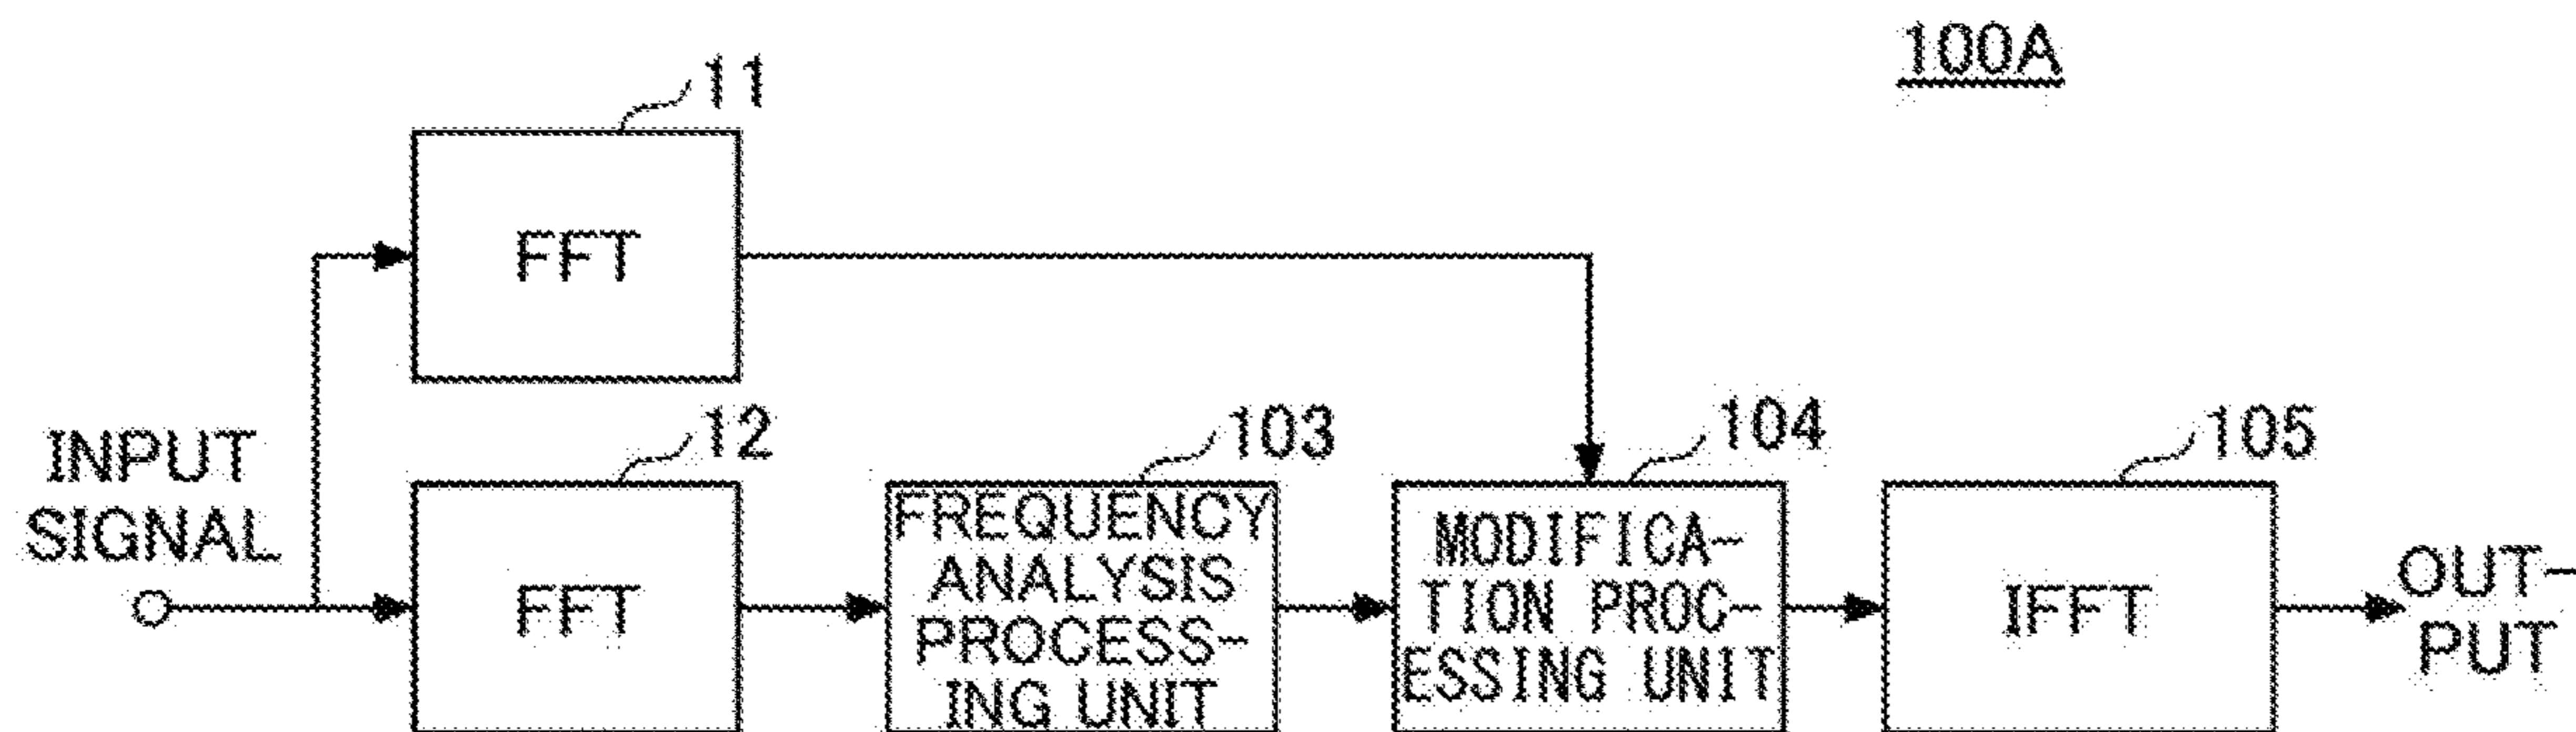 100A
11
FFT
INPUT
SIGNAL
12
FFT
103
FREQUENCY
ANALYSIS
PROCESS-
ING UNIT
104
MODIFICA-
TION PROC-
ESSING UNIT
105
IFFT
OUT-
PUT